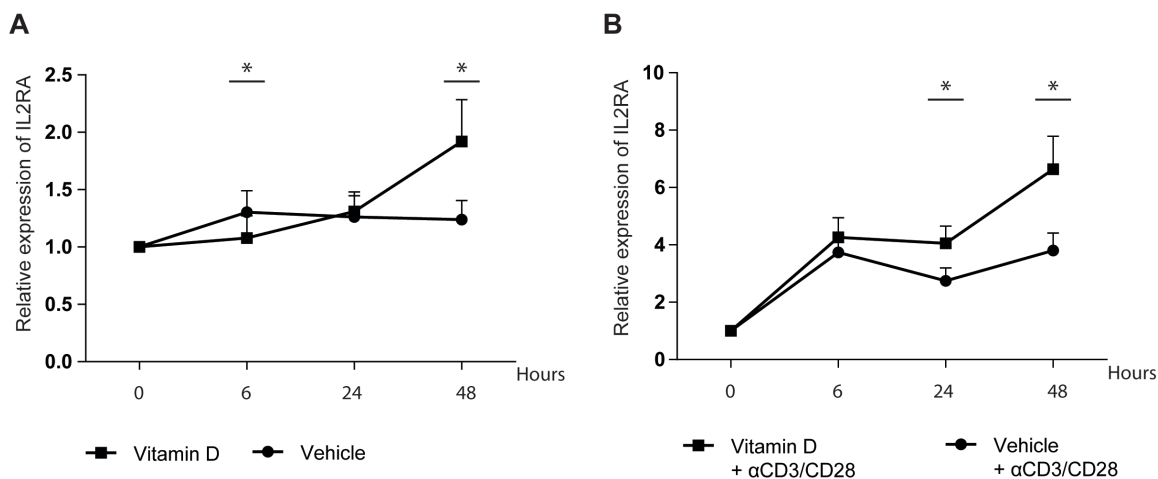 A
Relative expression of IL2RA
2.5
2.0
1.5
1.0
0.5
0.0
*
*
0
6
24
48
Hours
Vitamin D
Vehicle
B
Relative expression of IL2RA
10
8
6
4
2
0
*
*
0
6
24
48
Hours
Vitamin D
+ αCD3/CD28
Vehicle
+ αCD3/CD28